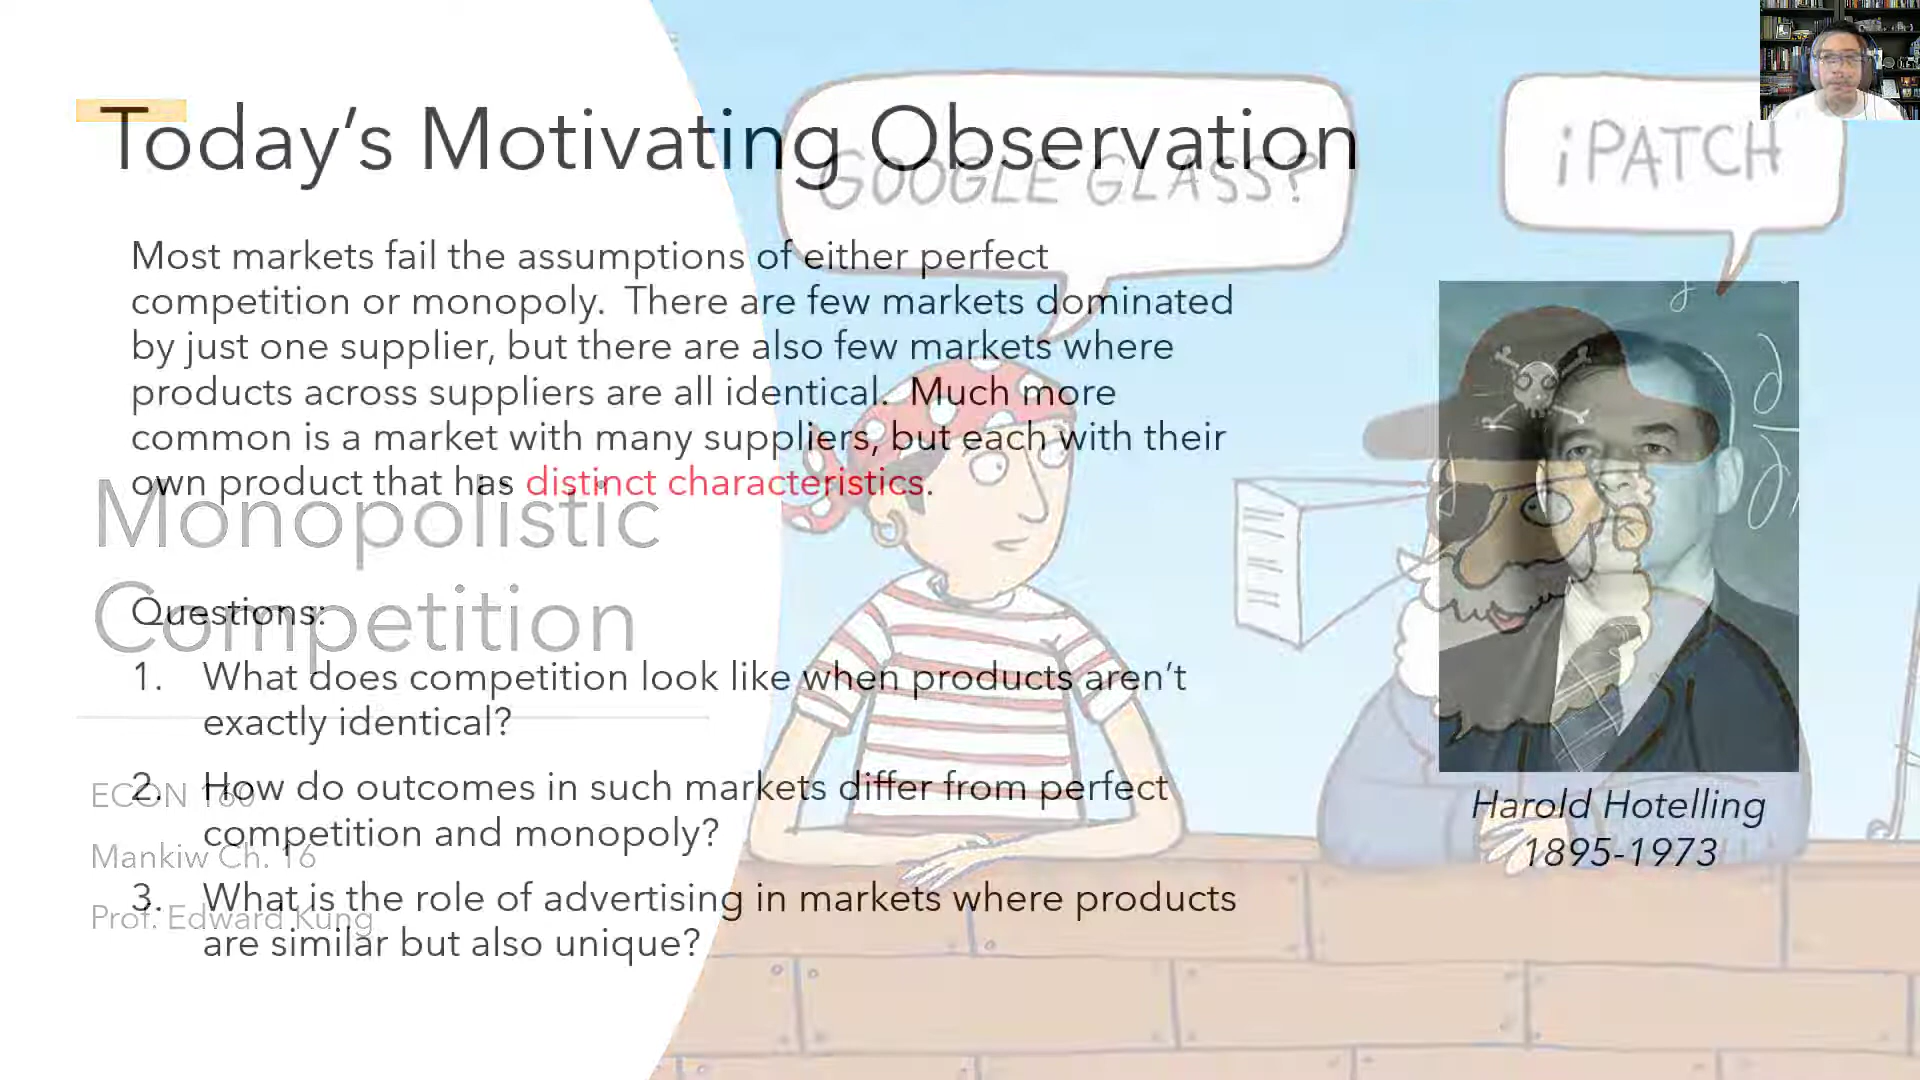 Today's Motivating Observation
Most markets fail the assumptions of either perfect
competition or monopoly. There are few markets dominated
by just one supplier, but there are also few markets where
products across suppliers are all identical. Much more
common is a market with many suppliers, but each with their
own product that has distinct characteristics.
Questions:
1. What does competition look like when products aren't
exactly identical?
2. How do outcomes in such markets differ from perfect
competition and monopoly?
3. What is the role of advertising in markets where products
are similar but also unique?
Harold Hotelling
1895-1973
GOOGLE GLASS?
iPATCH
Monopolistic
Competition
ECON
Mankiw Ch. 16
Prof. Edward Kung